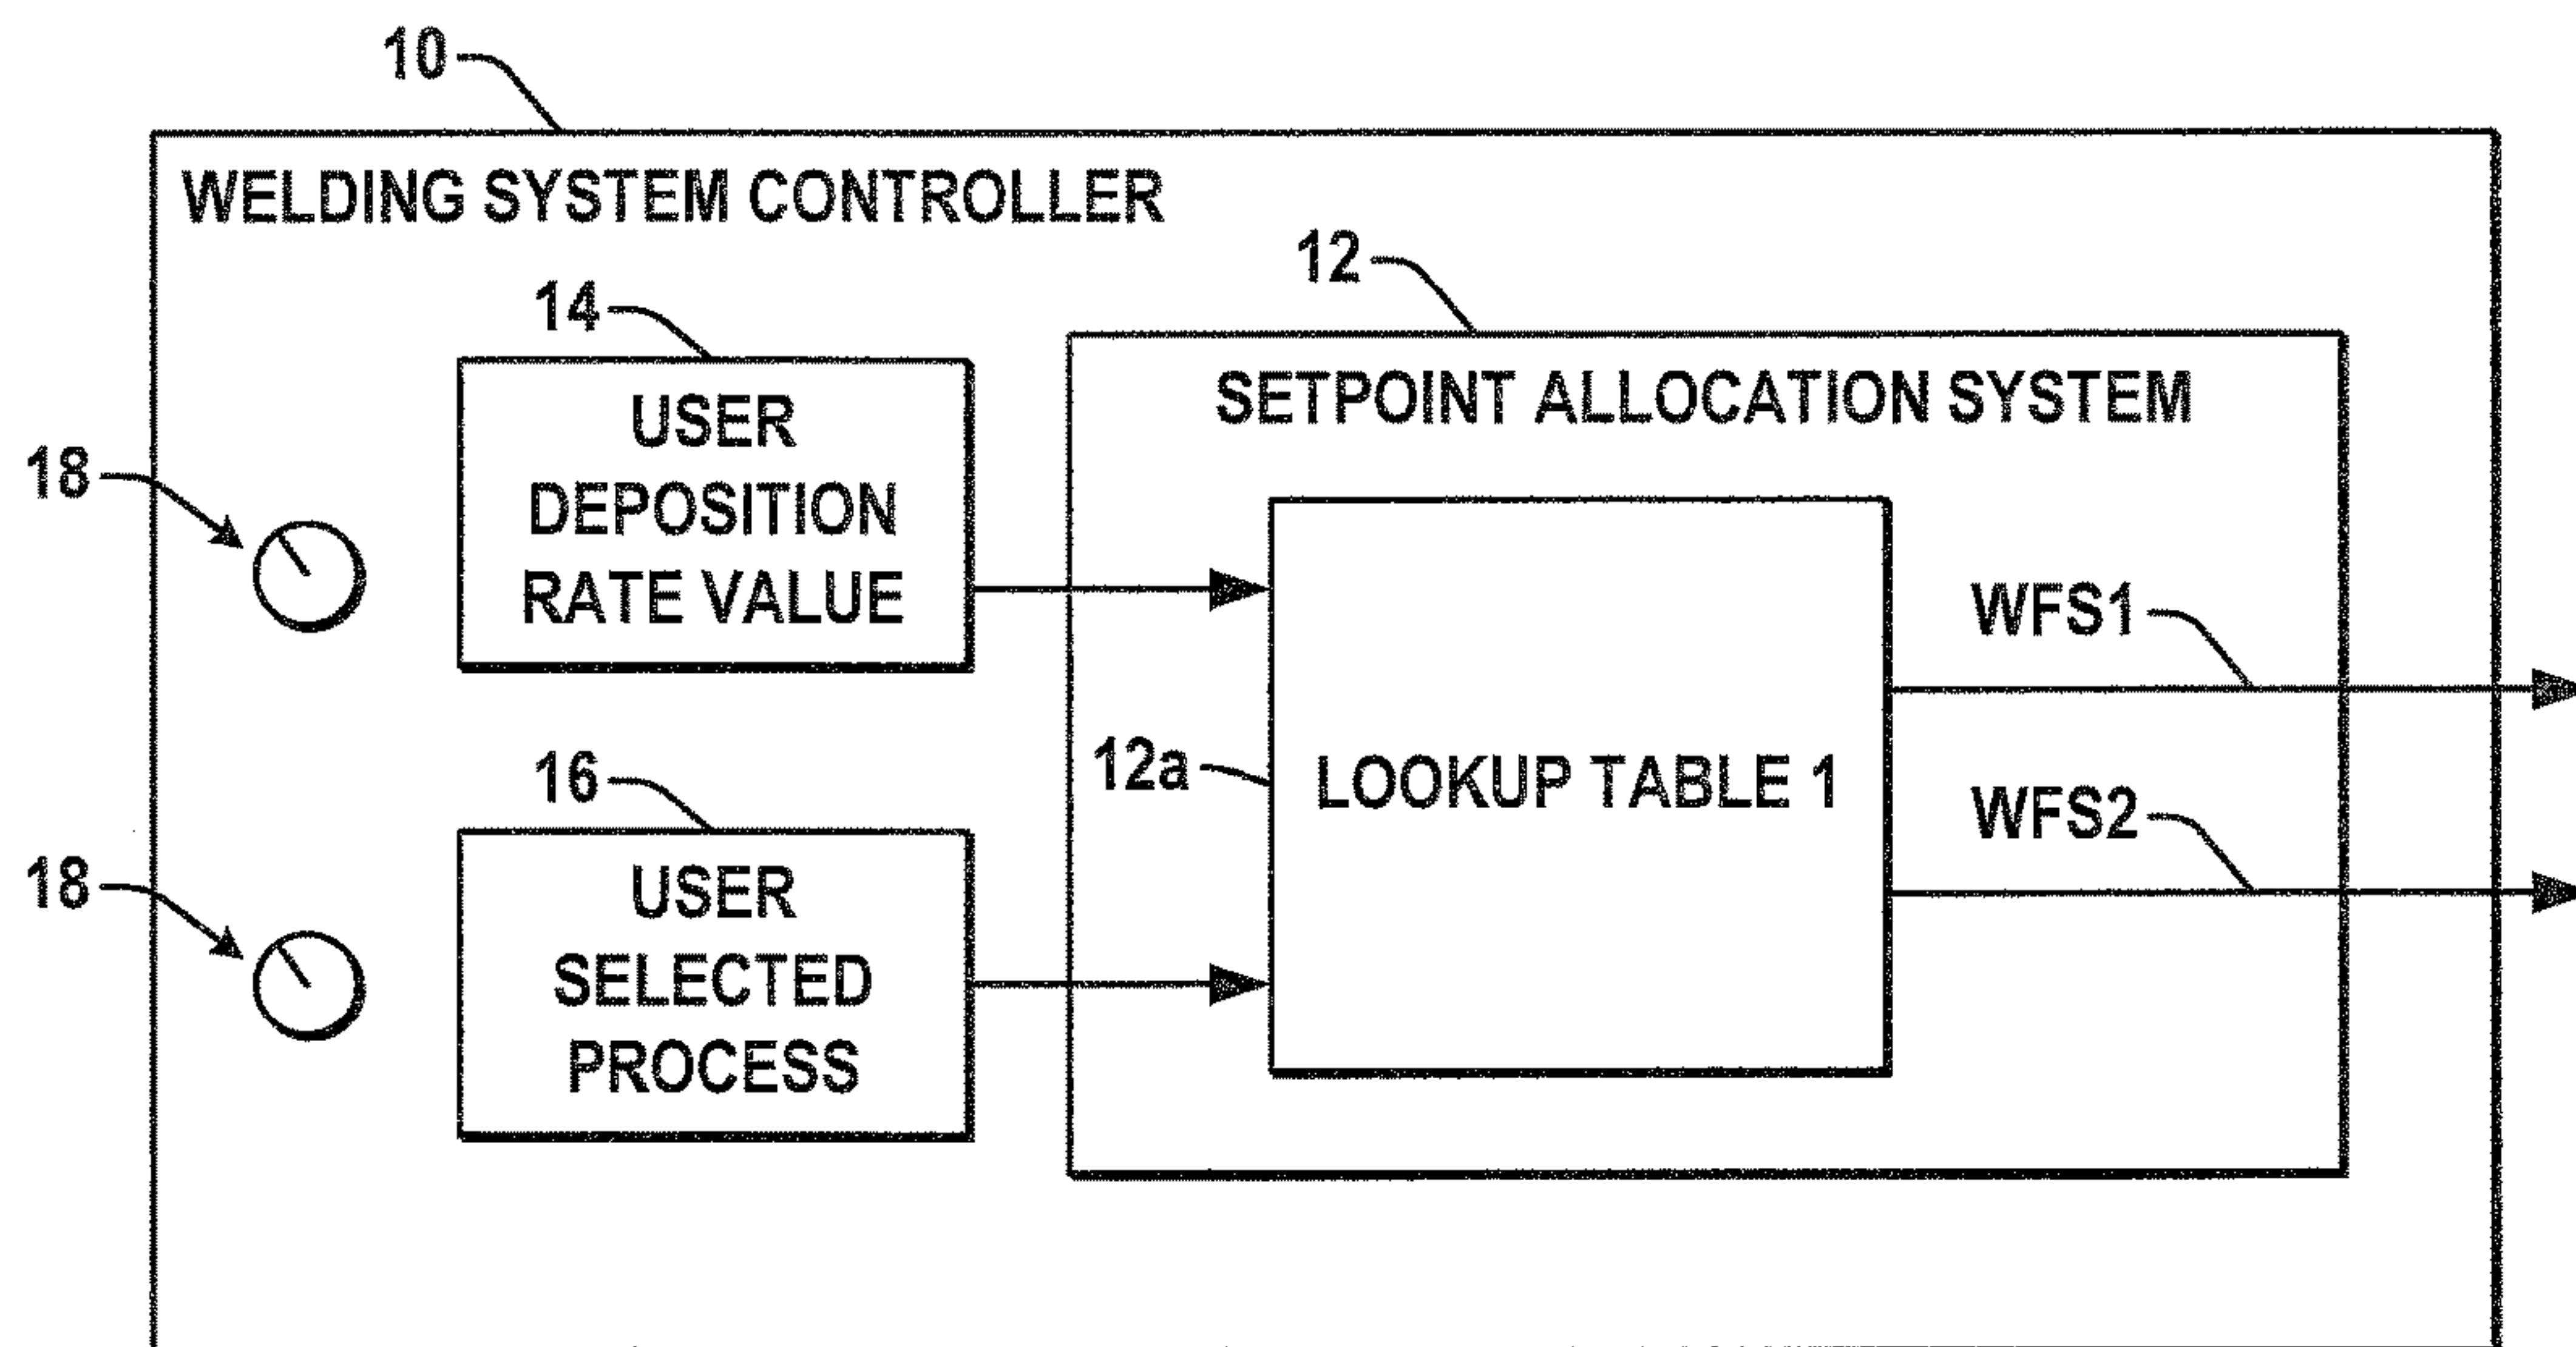 10
WELDING SYSTEM CONTROLLER
12
14
SETPOINT ALLOCATION SYSTEM
USER
DEPOSITION
RATE VALUE
18
WFS1
12a
LOOKUP TABLE 1
16
WFS2
18
USER
SELECTED
PROCESS